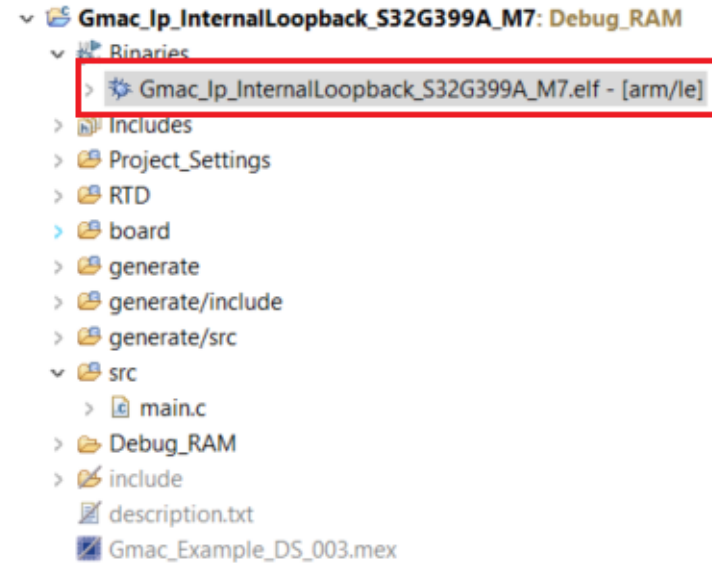 Gmac_Ip_InternalLoopback_S32G399A_M7: Debug_RAM
Binaries
Gmac_Ip_InternalLoopback_S32G399A_M7.elf - [arm/le]
Includes
Project_Settings
RTD
board
generate
generate/include
generate/src
src
main.c
Debug_RAM
include
description.txt
Gmac_Example_DS_003.mex